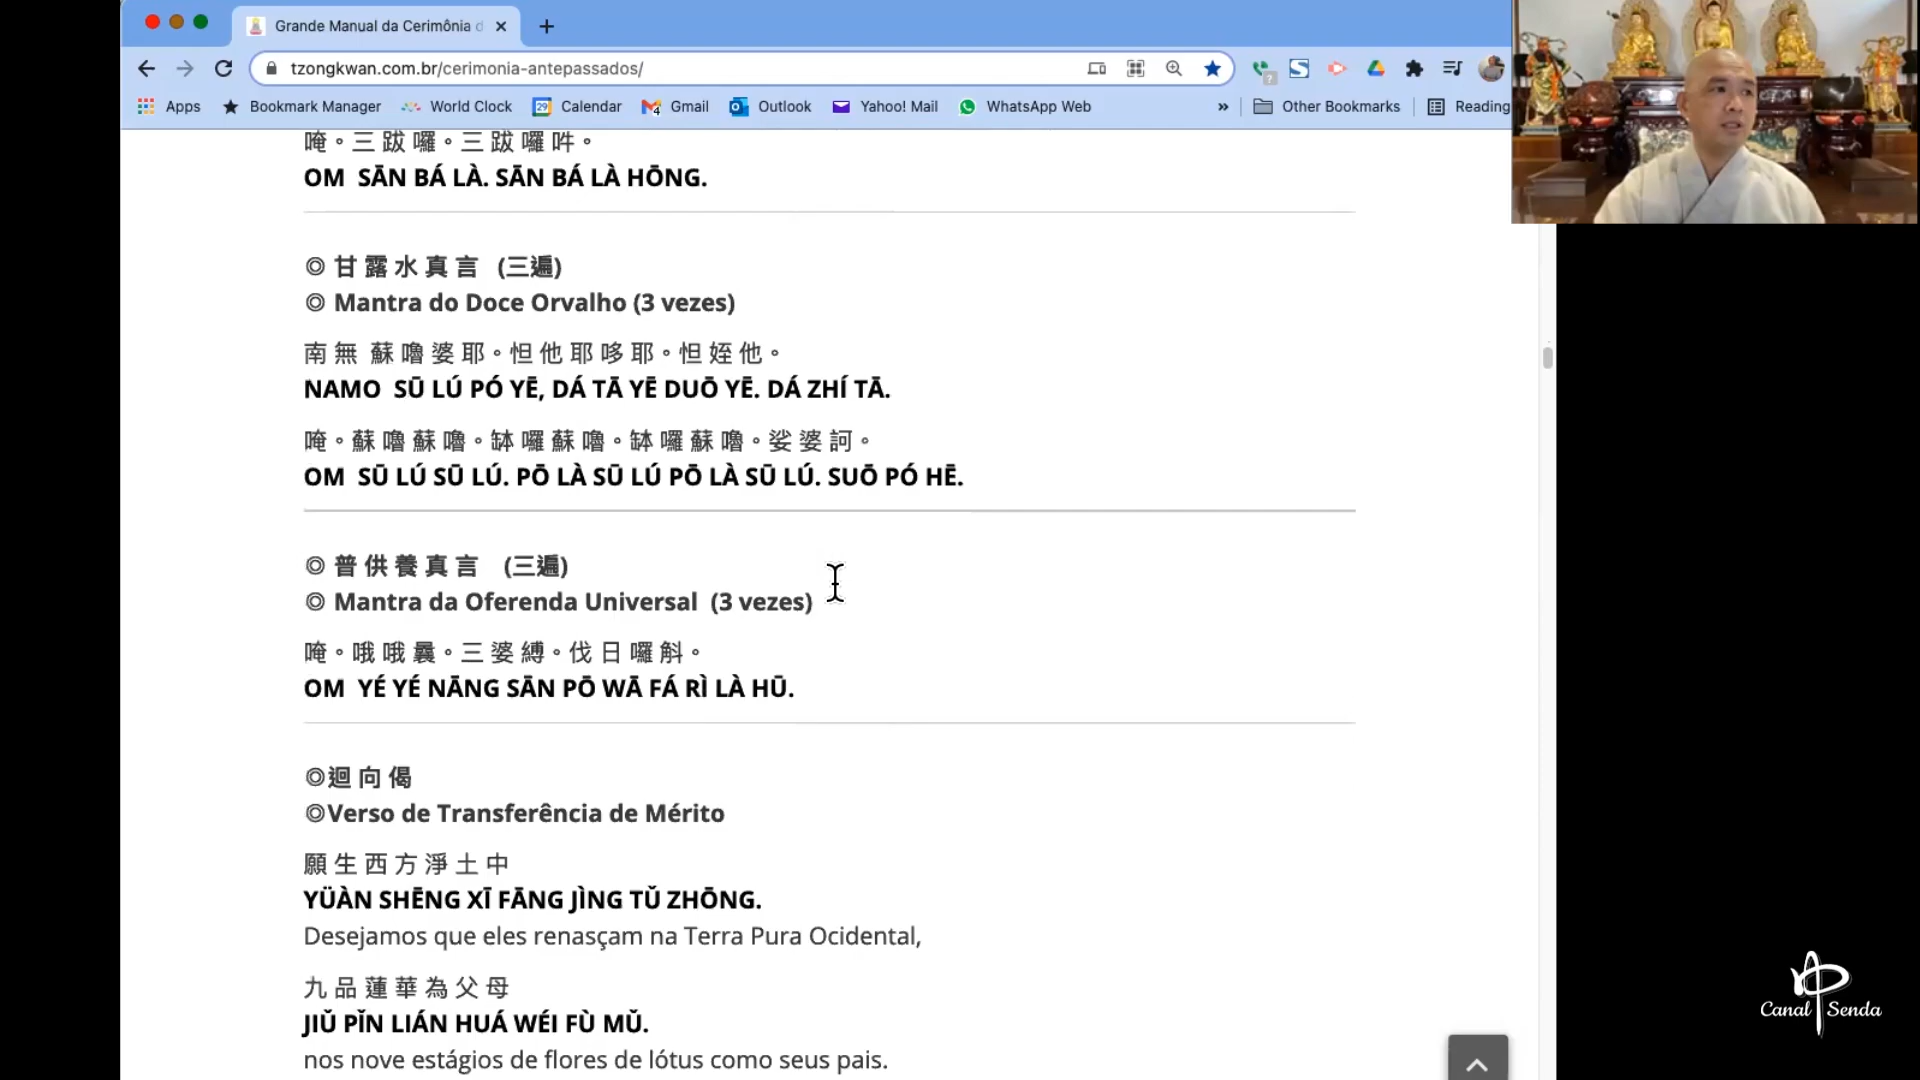 Grande Manual da Cerimônia d
tzongkwan.com.br/cerimonia-antepassados/
Apps Bookmark Manager World Clock Calendar Gmail Outlook Yahoo! Mail WhatsApp Web » Other Bookmarks Reading
唵。三跋囉。三跋囉吽。
OM SĀN BÁ LÀ. SĀN BÁ LÀ HŌNG.
◎ 甘露水真言 (三遍)
◎ Mantra do Doce Orvalho (3 vezes)
南無 蘇嚕婆耶。怛他耶哆耶。怛姪他。
NAMO SŪ LÚ PÓ YĒ, DÁ TĀ YĒ DUŌ YĒ. DÁ ZHÍ TĀ.
唵。蘇嚕蘇嚕。缽囉蘇嚕。缽囉蘇嚕。娑婆訶。
OM SŪ LÚ SŪ LÚ. PŌ LÀ SŪ LÚ PŌ LÀ SŪ LÚ. SUŌ PÓ HĒ.
◎ 普供養真言 (三遍)
◎ Mantra da Oferenda Universal (3 vezes)
唵。哦哦曩。三婆縛。伐日囉斛。
OM YÉ YÉ NĀNG SĀN PŌ WĀ FÁ RÌ LÀ HŪ.
◎迴向偈
◎Verso de Transferência de Mérito
願生西方淨土中
YÜÀN SHĒNG XĪ FĀNG JÌNG TǓ ZHŌNG.
Desejamos que eles renasçam na Terra Pura Ocidental,
九品蓮華為父母
JIǓ PǏN LIÁN HUÁ WÉI FÙ MǓ.
nos nove estágios de flores de lótus como seus pais.
Canal Senda